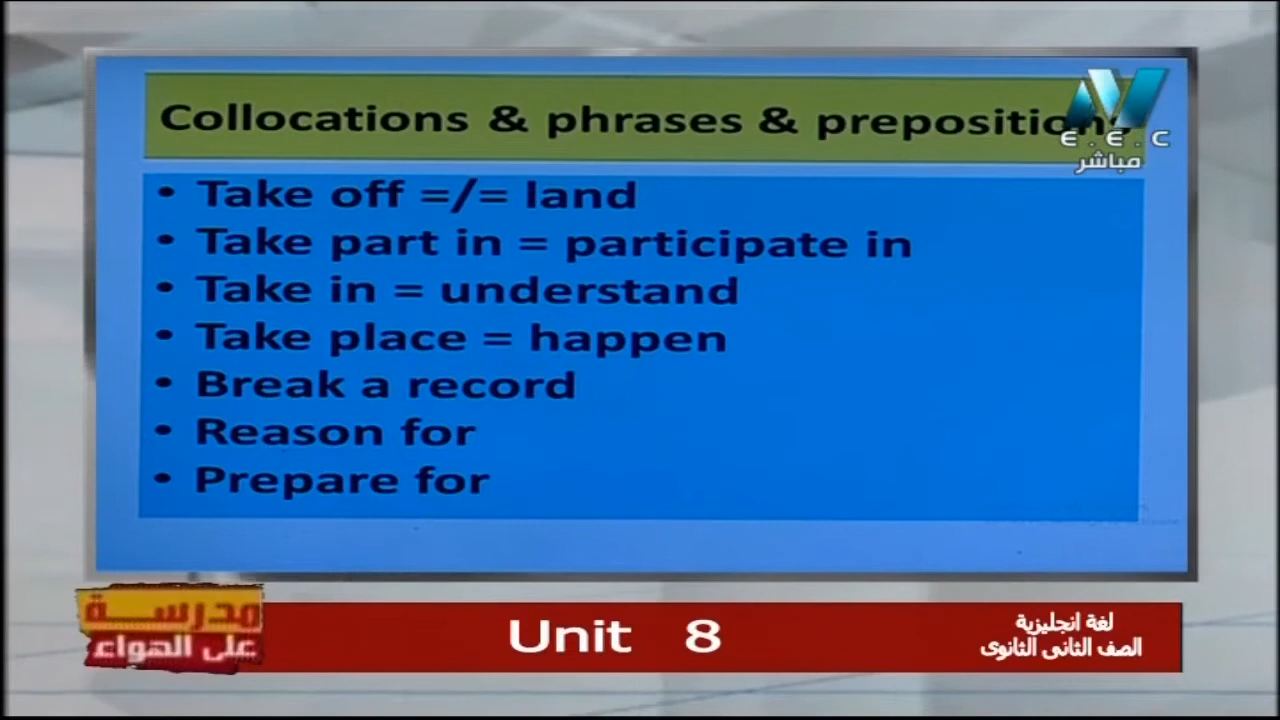 Collocations & phrases & prepositions
E.E.C
مباشر
• Take off =/= land
• Take part in = participate in
• Take in = understand
• Take place = happen
• Break a record
• Reason for
• Prepare for
مدرسة
على الهواء
Unit 8
لغة انجليزية
الصف الثانى الثانوى